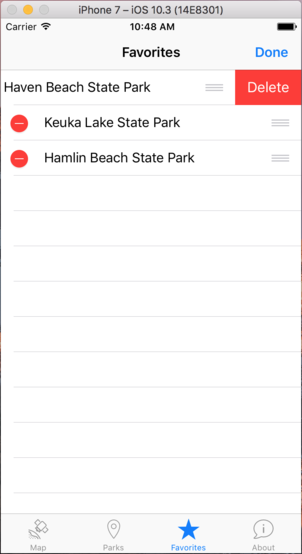 iPhone 7 – iOS 10.3 (14E8301)
Carrier 10:48 AM
Favorites Done
Haven Beach State Park Delete
Keuka Lake State Park
Hamlin Beach State Park
Map Parks Favorites About